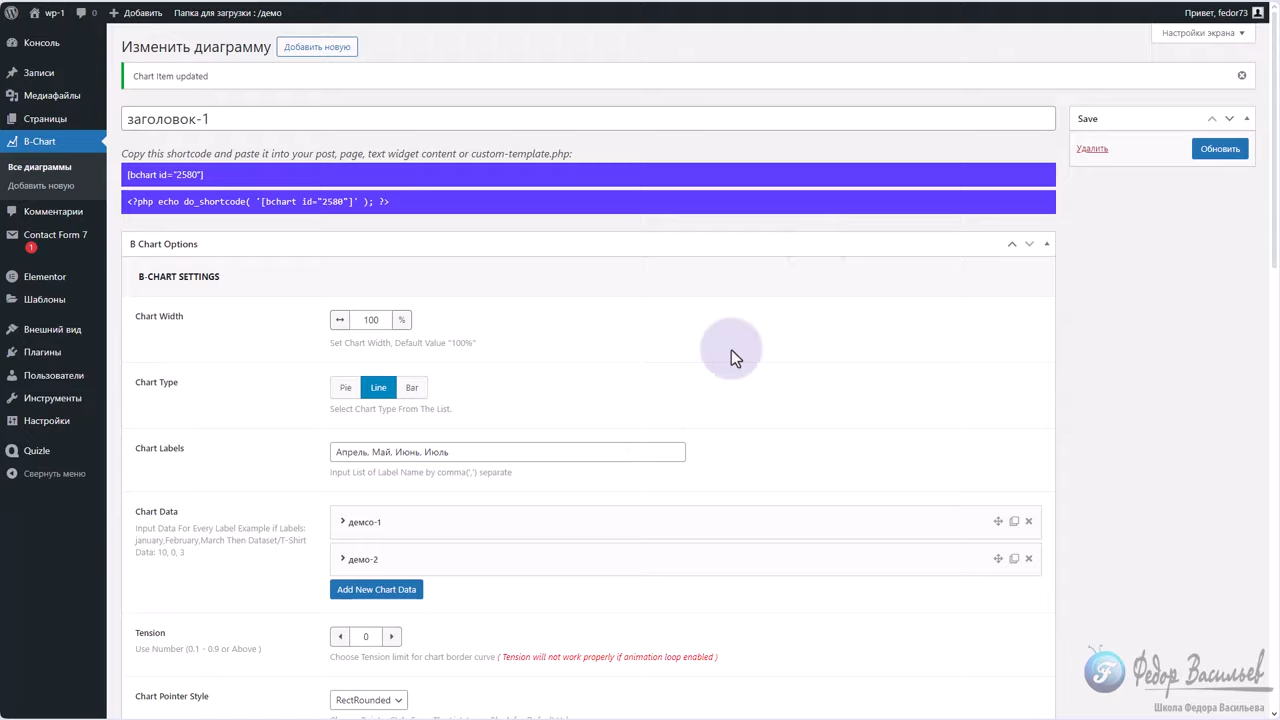 wp-1
0
Добавить
Папка для загрузки : /демо
Привет, fedor73
Консоль
Записи
Медиафайлы
Страницы
B-Chart
Все диаграммы
Добавить новую
Комментарии
Contact Form 7
1
Elementor
Шаблоны
Внешний вид
Плагины
Пользователи
Инструменты
Настройки
Quizle
Свернуть меню
Настройки экрана
Изменить диаграмму
Добавить новую
Chart Item updated
заголовок-1
Copy this shortcode and paste it into your post, page, text widget content or custom-template.php:
[bchart id="2580"]
<?php echo do_shortcode( '[bchart id="2580"]' ); ?>
Save
Удалить
Обновить
B Chart Options
B-CHART SETTINGS
Chart Width
100
%
Set Chart Width, Default Value "100%"
Chart Type
Pie
Line
Bar
Select Chart Type From The List.
Chart Labels
Апрель, Май, Июнь, Июль
Input List of Label Name by comma(',') separate
Chart Data
Input Data For Every Label Example if Labels:
january,February,March Then Dataset/T-Shirt
Data: 10, 0, 3
демсо-1
демо-2
Add New Chart Data
Tension
Use Number (0.1 - 0.9 or Above )
0
Choose Tension limit for chart border curve ( Tension will not work properly if animation loop enabled )
Chart Pointer Style
RectRounded
Федор Васильев
Школа Федора Васильева